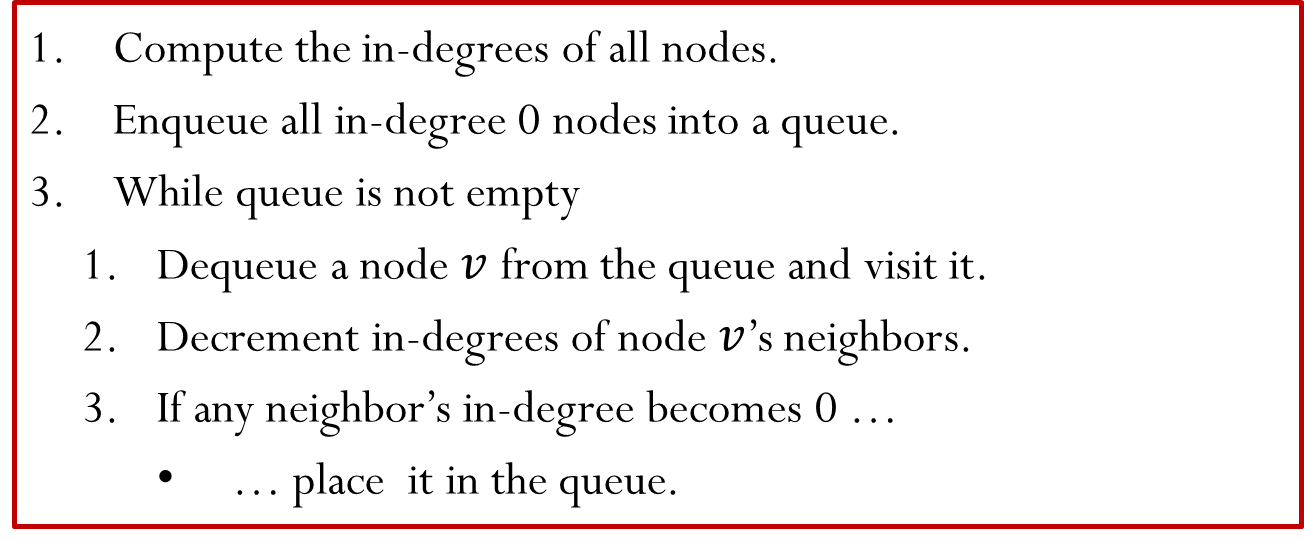 1. Compute the in-degrees of all nodes.
2. Enqueue all in-degree 0 nodes into a queue.
3. While queue is not empty
1. Dequeue a node 𝑣 from the queue and visit it.
2. Decrement in-degrees of node 𝑣’s neighbors.
3. If any neighbor’s in-degree becomes 0 …
• … place it in the queue.